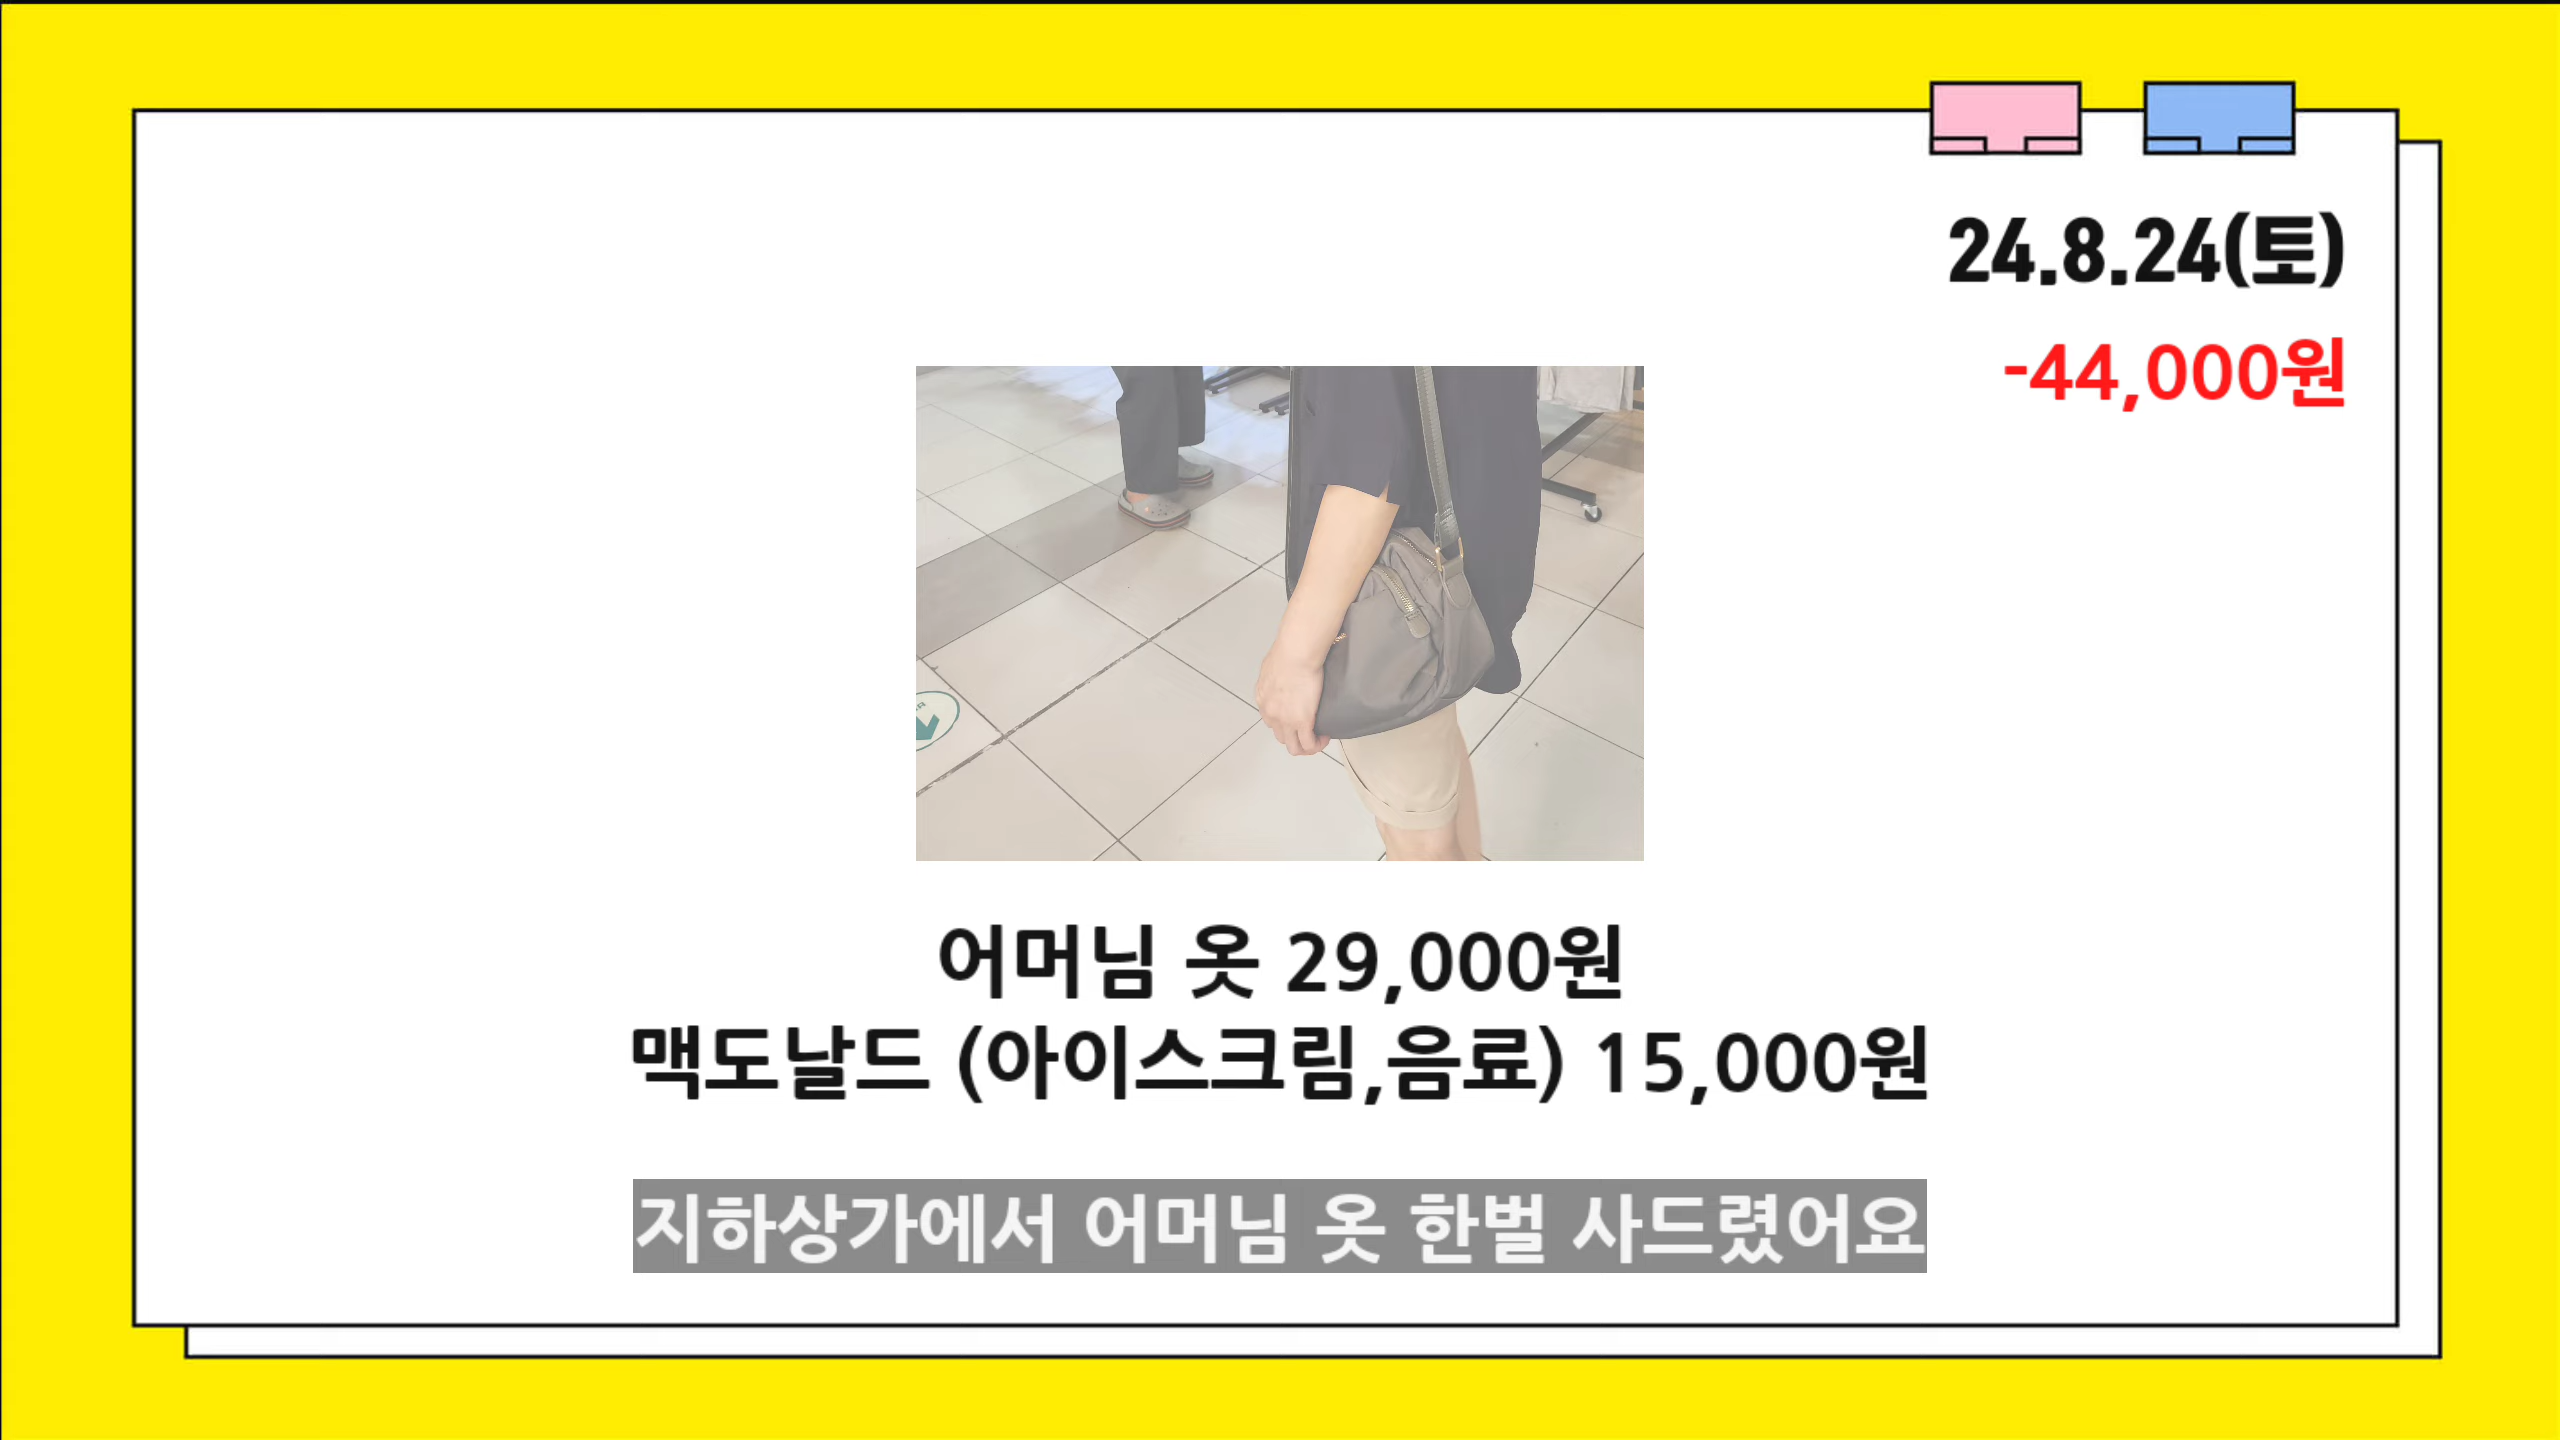 24.8.24(토)
-44,000원
어머님 옷 29,000원
맥도날드 (아이스크림,음료) 15,000원
지하상가에서 어머님 옷 한벌 사드렸어요